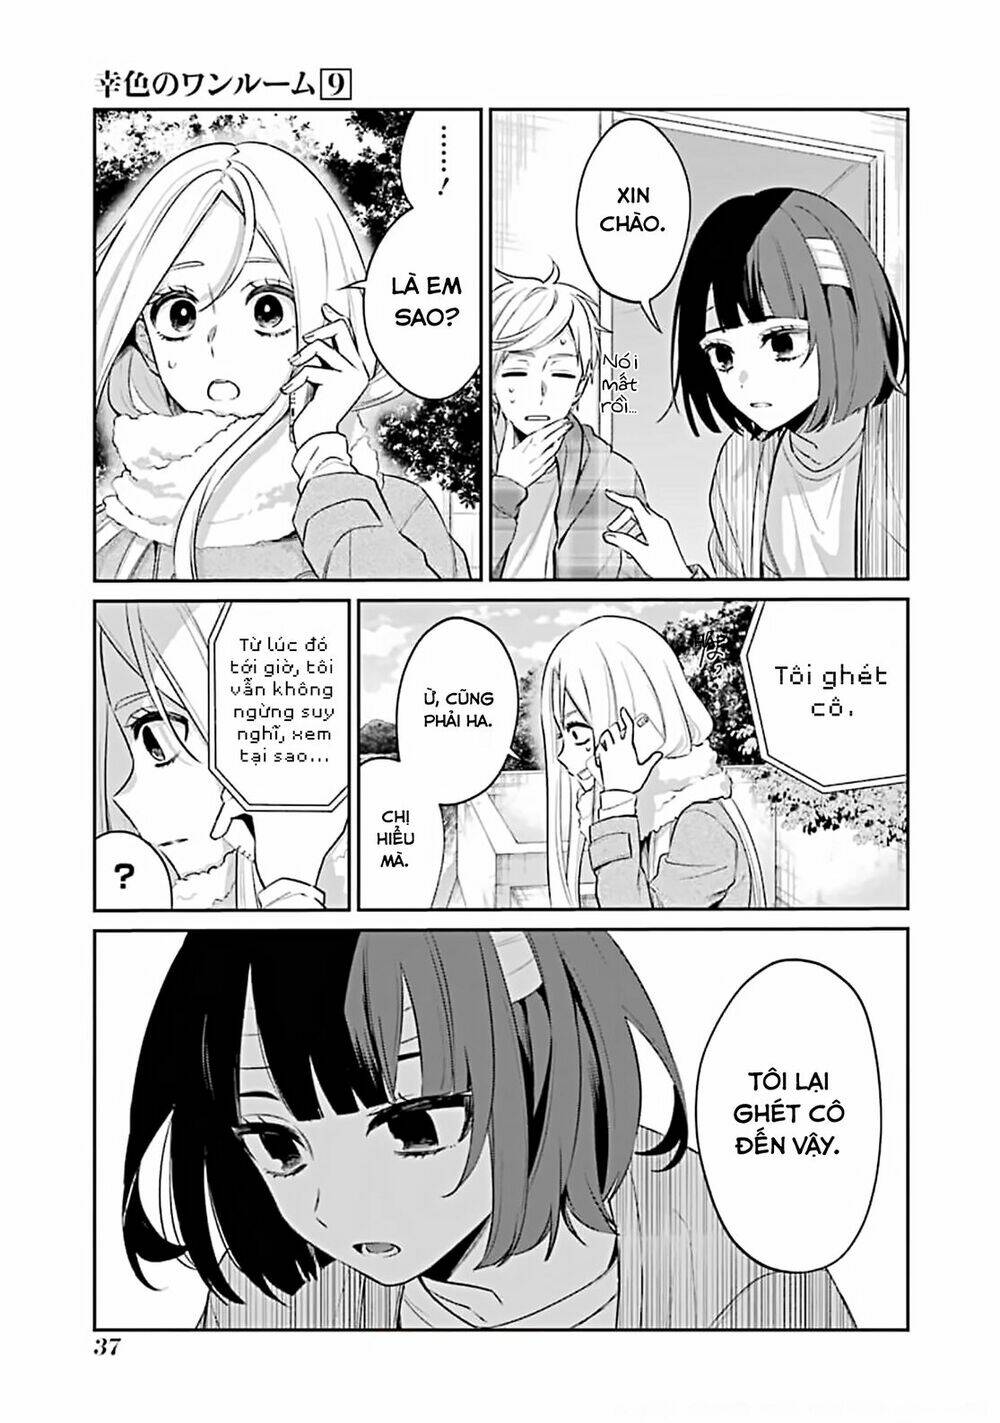 幸色のワンルーム 9
XIN
CHÀO.
Nói
mất
rồi...
......!
LÀ EM
SAO?
Tôi ghét
cô.
Ừ, CŨNG
PHẢI HA.
CHỊ
HIỂU
MÀ.
Từ lúc đó
tới giờ, tôi
vẫn không
ngừng suy
nghĩ, xem
tại sao...
?
TÔI LẠI
GHÉT CÔ
ĐẾN VẬY.
37